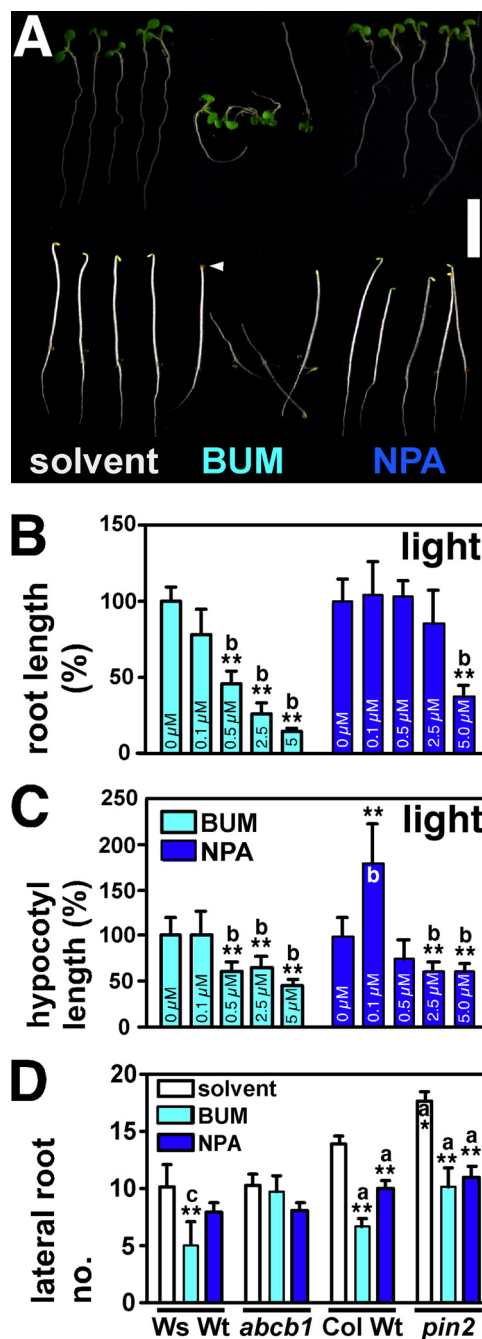 A
solvent BUM NPA
B
light
150
100
50
0
root length
(%)
b
**
b
**
b
**
b
**
0 µM
0.1 µM
0.5 µM
2.5
5
0 µM
0.1 µM
0.5 µM
2.5 µM
5.0 µM
C
light
BUM
NPA
250
200
150
100
50
0
hypocotyl
length (%)
b
**
b
**
b
**
**
b
b
**
b
**
0 µM
0.1 µM
0.5 µM
2.5 µM
5 µM
0 µM
0.1 µM
0.5 µM
2.5 µM
5.0 µM
D
solvent
BUM
NPA
20
15
10
5
0
lateral root
no.
c
**
a
**
a
**
a
*
a
**
a
**
Ws Wt abcb1 Col Wt pin2